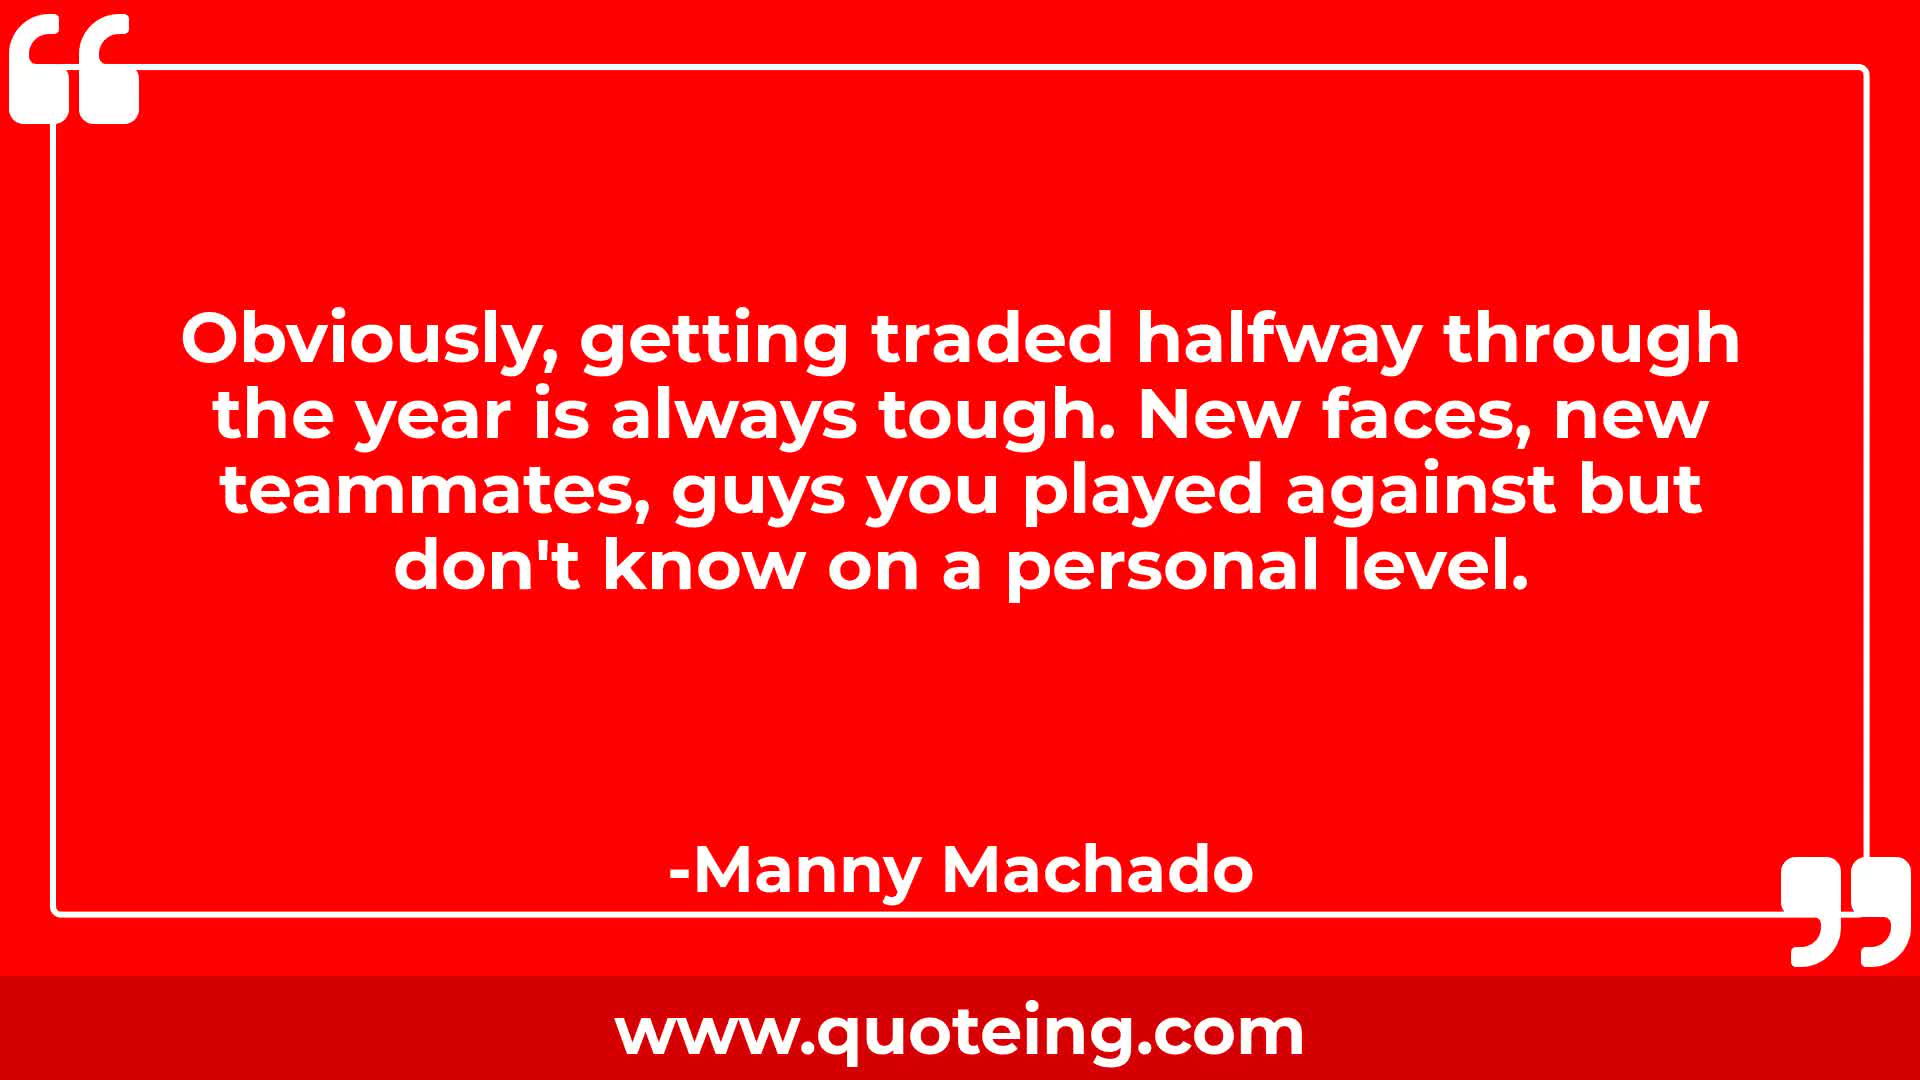 Obviously, getting traded halfway through
the year is always tough. New faces, new
teammates, guys you played against but
don't know on a personal level.
-Manny Machado
www.quoteing.com